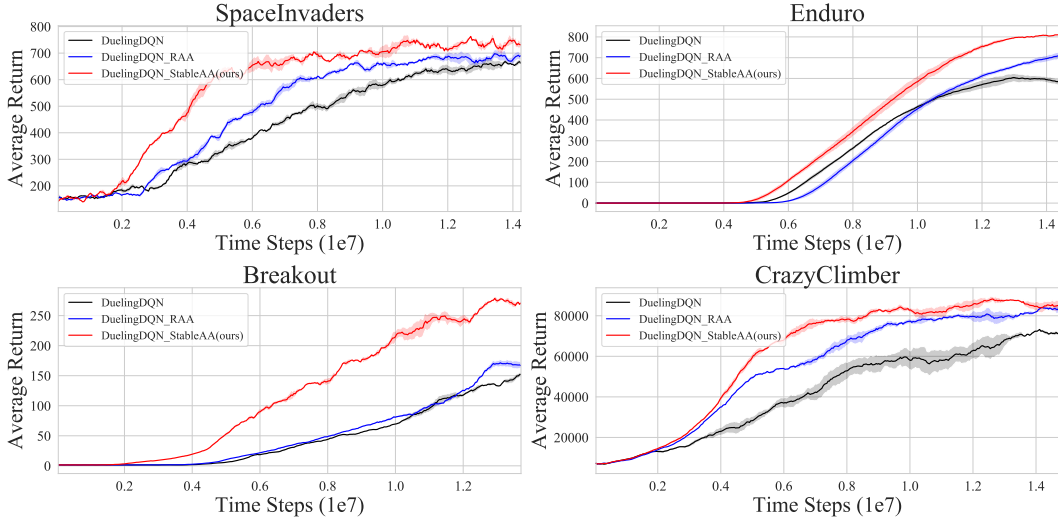 SpaceInvaders
Average Return
800
700
600
500
400
300
200
DuelingDQN
DuelingDQN_RAA
DuelingDQN_StableAA(ours)
0.2 0.4 0.6 0.8 1.0 1.2 1.4
Time Steps (1e7)
Enduro
Average Return
800
700
600
500
400
300
200
100
0
DuelingDQN
DuelingDQN_RAA
DuelingDQN_StableAA(ours)
0.2 0.4 0.6 0.8 1.0 1.2 1.4
Time Steps (1e7)
Breakout
Average Return
250
200
150
100
50
0
DuelingDQN
DuelingDQN_RAA
DuelingDQN_StableAA(ours)
0.2 0.4 0.6 0.8 1.0 1.2
Time Steps (1e7)
CrazyClimber
Average Return
80000
60000
40000
20000
DuelingDQN
DuelingDQN_RAA
DuelingDQN_StableAA(ours)
0.2 0.4 0.6 0.8 1.0 1.2 1.4
Time Steps (1e7)